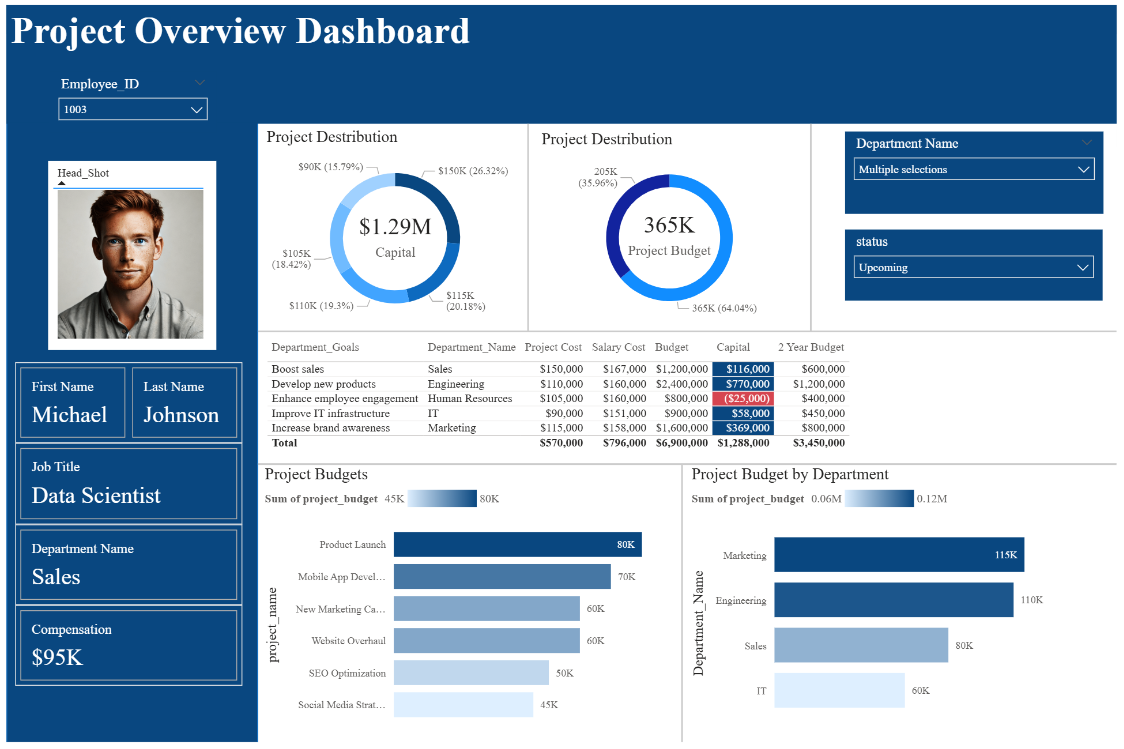 Project Overview Dashboard
Employee_ID
1003
Head_Shot
First Name
Michael
Last Name
Johnson
Job Title
Data Scientist
Department Name
Sales
Compensation
$95K
Project Destribution
$90K (15.79%)
$150K (26.32%)
$1.29M
Capital
$105K
(18.42%)
$110K (19.3%)
$115K
(20.18%)
Project Destribution
205K
(35.96%)
365K
Project Budget
365K (64.04%)
Department Name
Multiple selections
status
Upcoming
Department_Goals Department_Name Project Cost Salary Cost Budget Capital 2 Year Budget
Boost sales Sales $150,000 $167,000 $1,200,000 $116,000 $600,000
Develop new products Engineering $110,000 $160,000 $2,400,000 $770,000 $1,200,000
Enhance employee engagement Human Resources $105,000 $160,000 $800,000 ($25,000) $400,000
Improve IT infrastructure IT $90,000 $151,000 $900,000 $58,000 $450,000
Increase brand awareness Marketing $115,000 $158,000 $1,600,000 $369,000 $800,000
Total $570,000 $796,000 $6,900,000 $1,288,000 $3,450,000
Project Budgets
Sum of project_budget 45K 80K
project_name
Product Launch 80K
Mobile App Devel... 70K
New Marketing Ca... 60K
Website Overhaul 60K
SEO Optimization 50K
Social Media Strat... 45K
Project Budget by Department
Sum of project_budget 0.06M 0.12M
Department_Name
Marketing 115K
Engineering 110K
Sales 80K
IT 60K